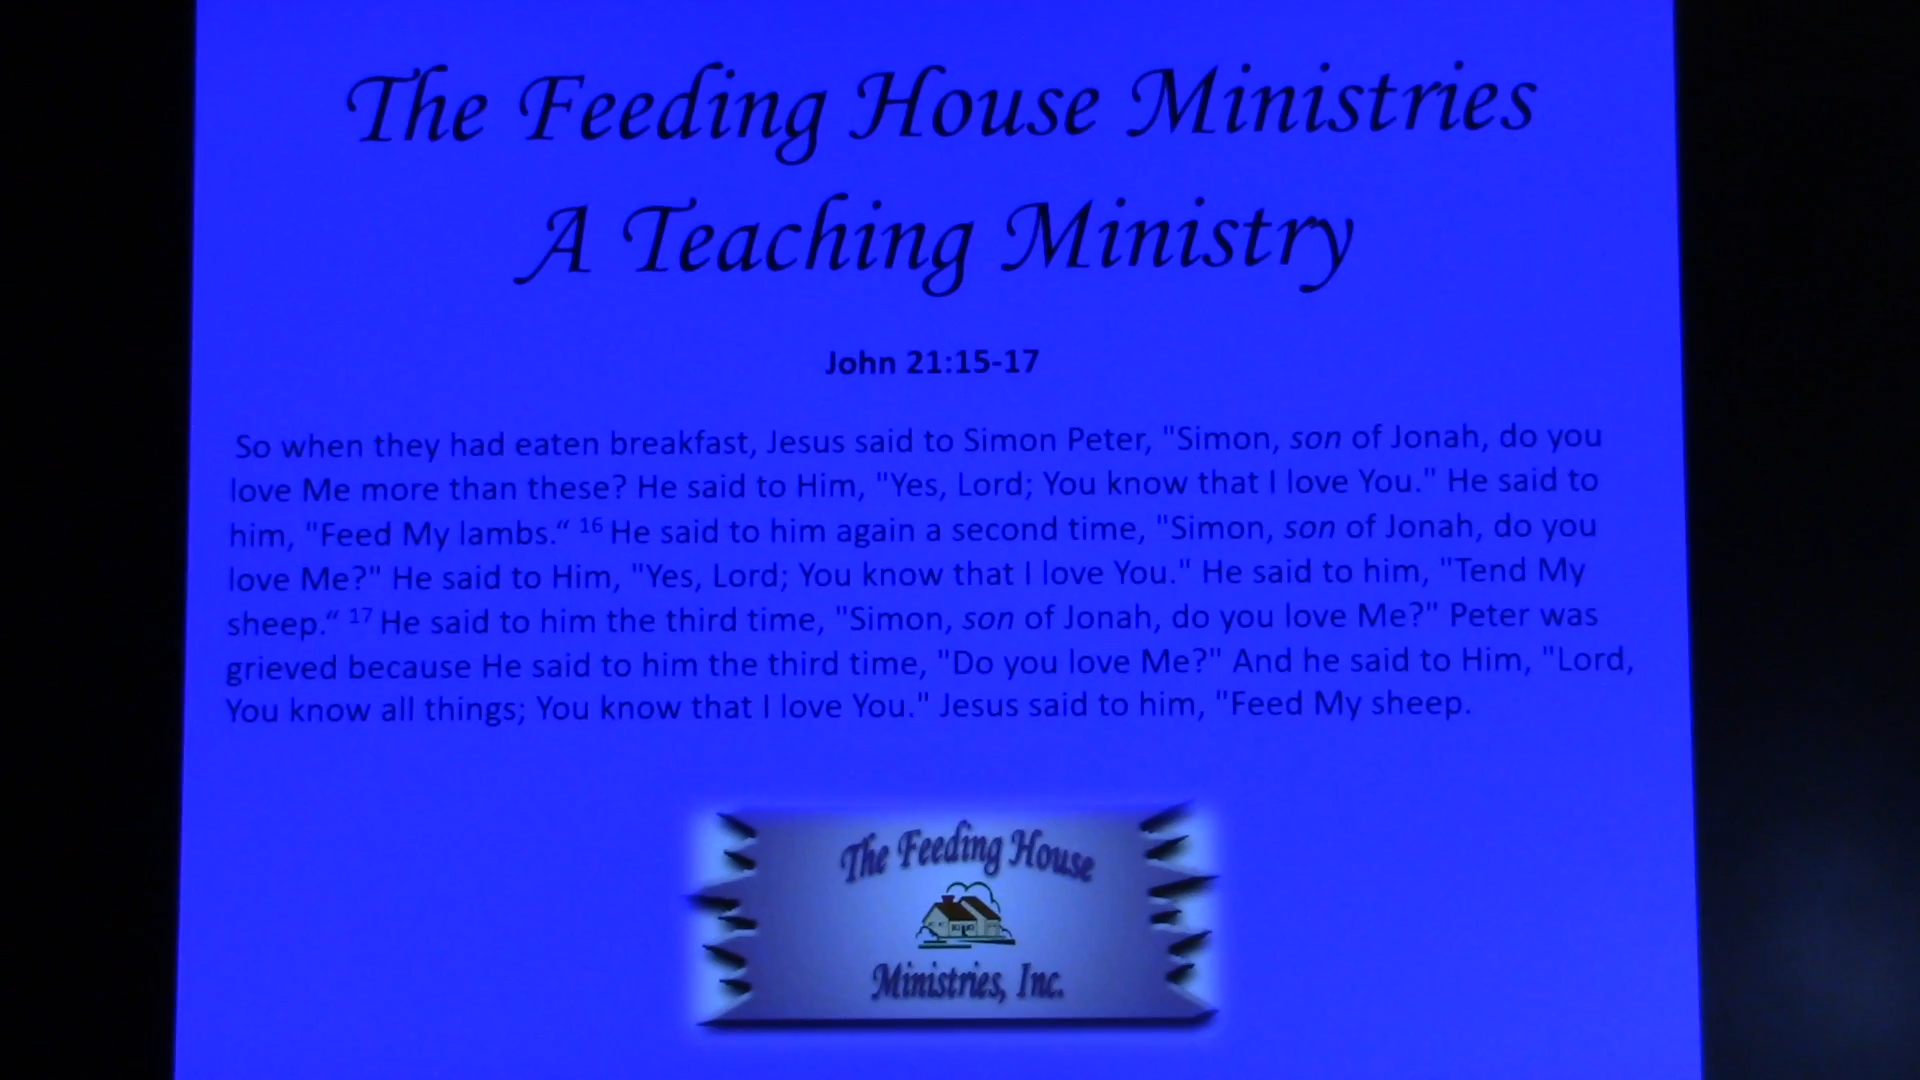 The Feeding House Ministries
A Teaching Ministry
John 21:15-17
So when they had eaten breakfast, Jesus said to Simon Peter, "Simon, son of Jonah, do you
love Me more than these? He said to Him, "Yes, Lord; You know that I love You." He said to
him, "Feed My lambs.“ 16 He said to him again a second time, "Simon, son of Jonah, do you
love Me?" He said to Him, "Yes, Lord; You know that I love You." He said to him, "Tend My
sheep.“ 17 He said to him the third time, "Simon, son of Jonah, do you love Me?" Peter was
grieved because He said to him the third time, "Do you love Me?" And he said to Him, "Lord,
You know all things; You know that I love You." Jesus said to him, "Feed My sheep.
The Feeding House
Ministries, Inc.